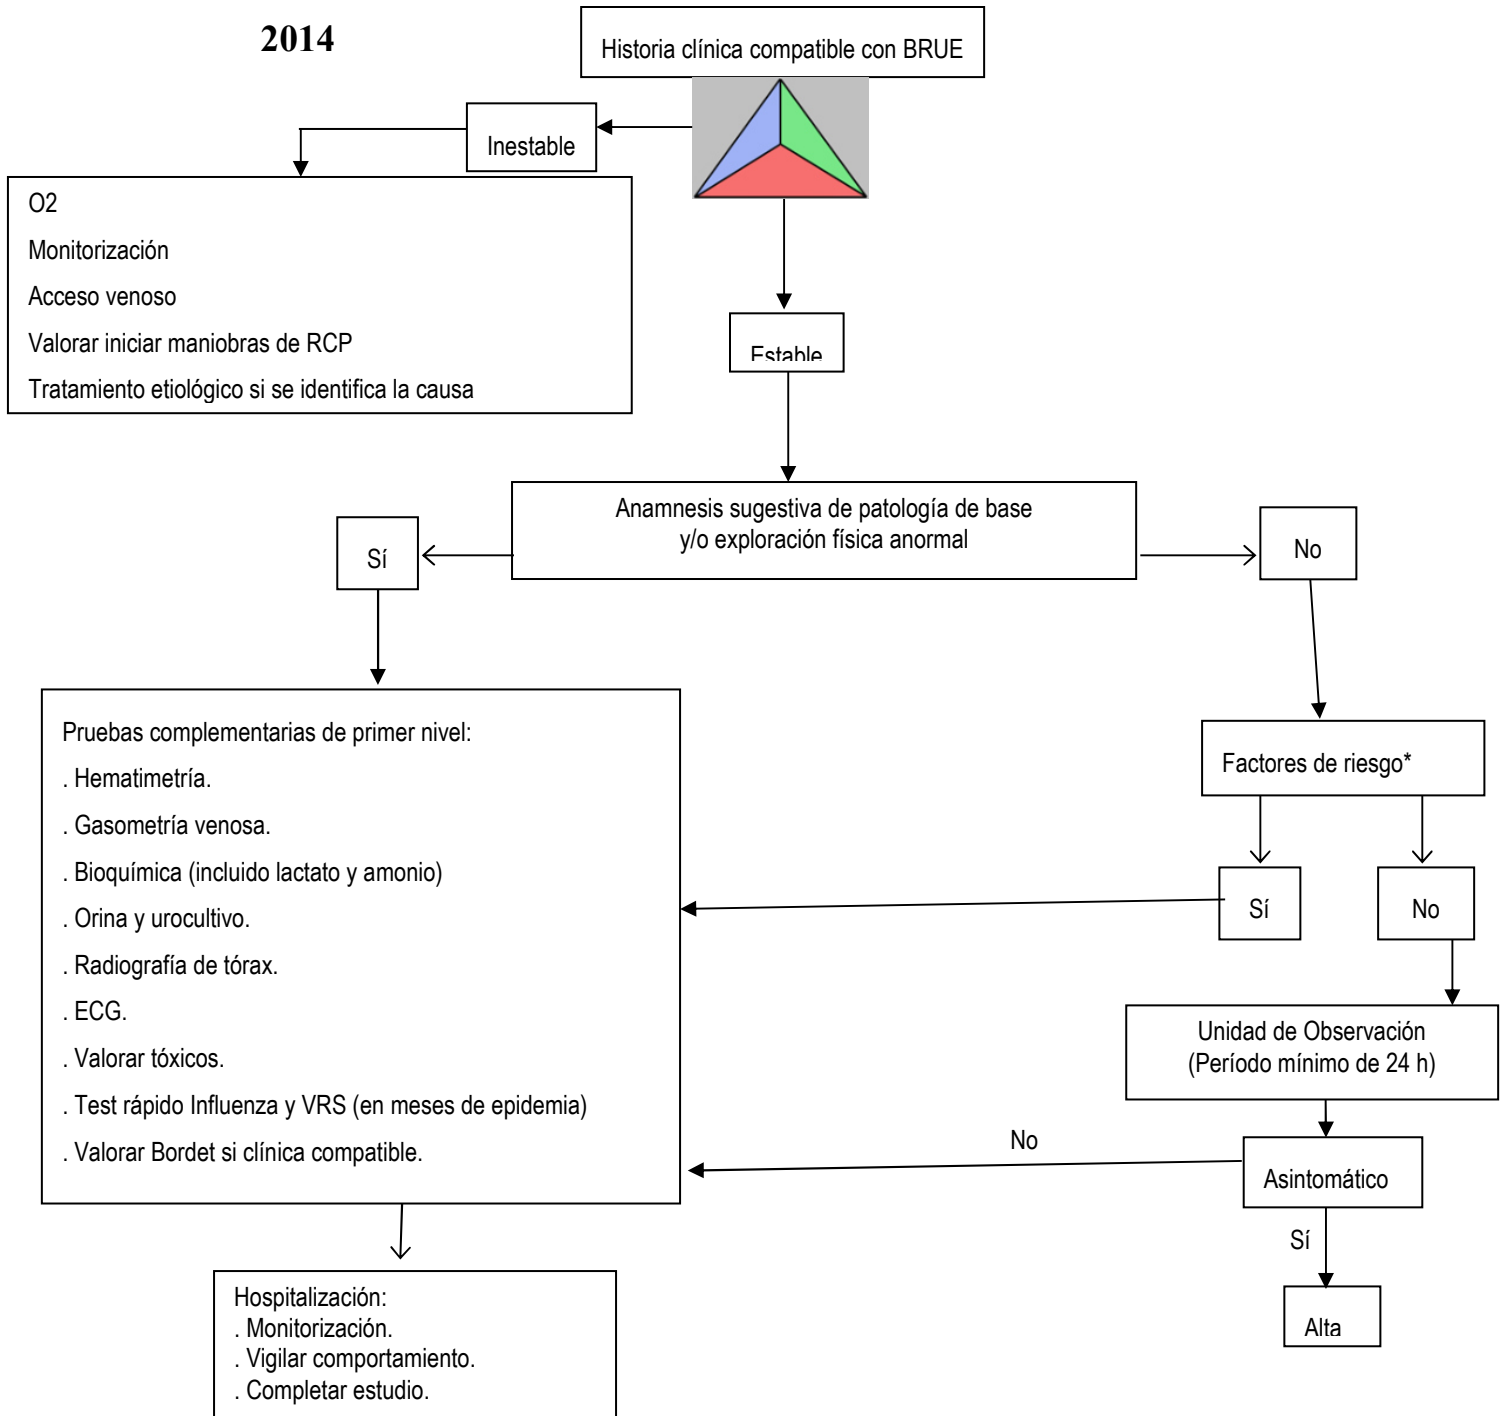 2014
Historia clínica compatible con BRUE
Inestable
O2
Monitorización
Acceso venoso
Valorar iniciar maniobras de RCP
Tratamiento etiológico si se identifica la causa
Estable
Anamnesis sugestiva de patología de base
y/o exploración física anormal
Sí
No
Pruebas complementarias de primer nivel:
. Hematimetría.
. Gasometría venosa.
. Bioquímica (incluido lactato y amonio)
. Orina y urocultivo.
. Radiografía de tórax.
. ECG.
. Valorar tóxicos.
. Test rápido Influenza y VRS (en meses de epidemia)
. Valorar Bordet si clínica compatible.
Factores de riesgo*
Sí
No
Unidad de Observación
(Período mínimo de 24 h)
No
Asintomático
Sí
Alta
Hospitalización:
. Monitorización.
. Vigilar comportamiento.
. Completar estudio.